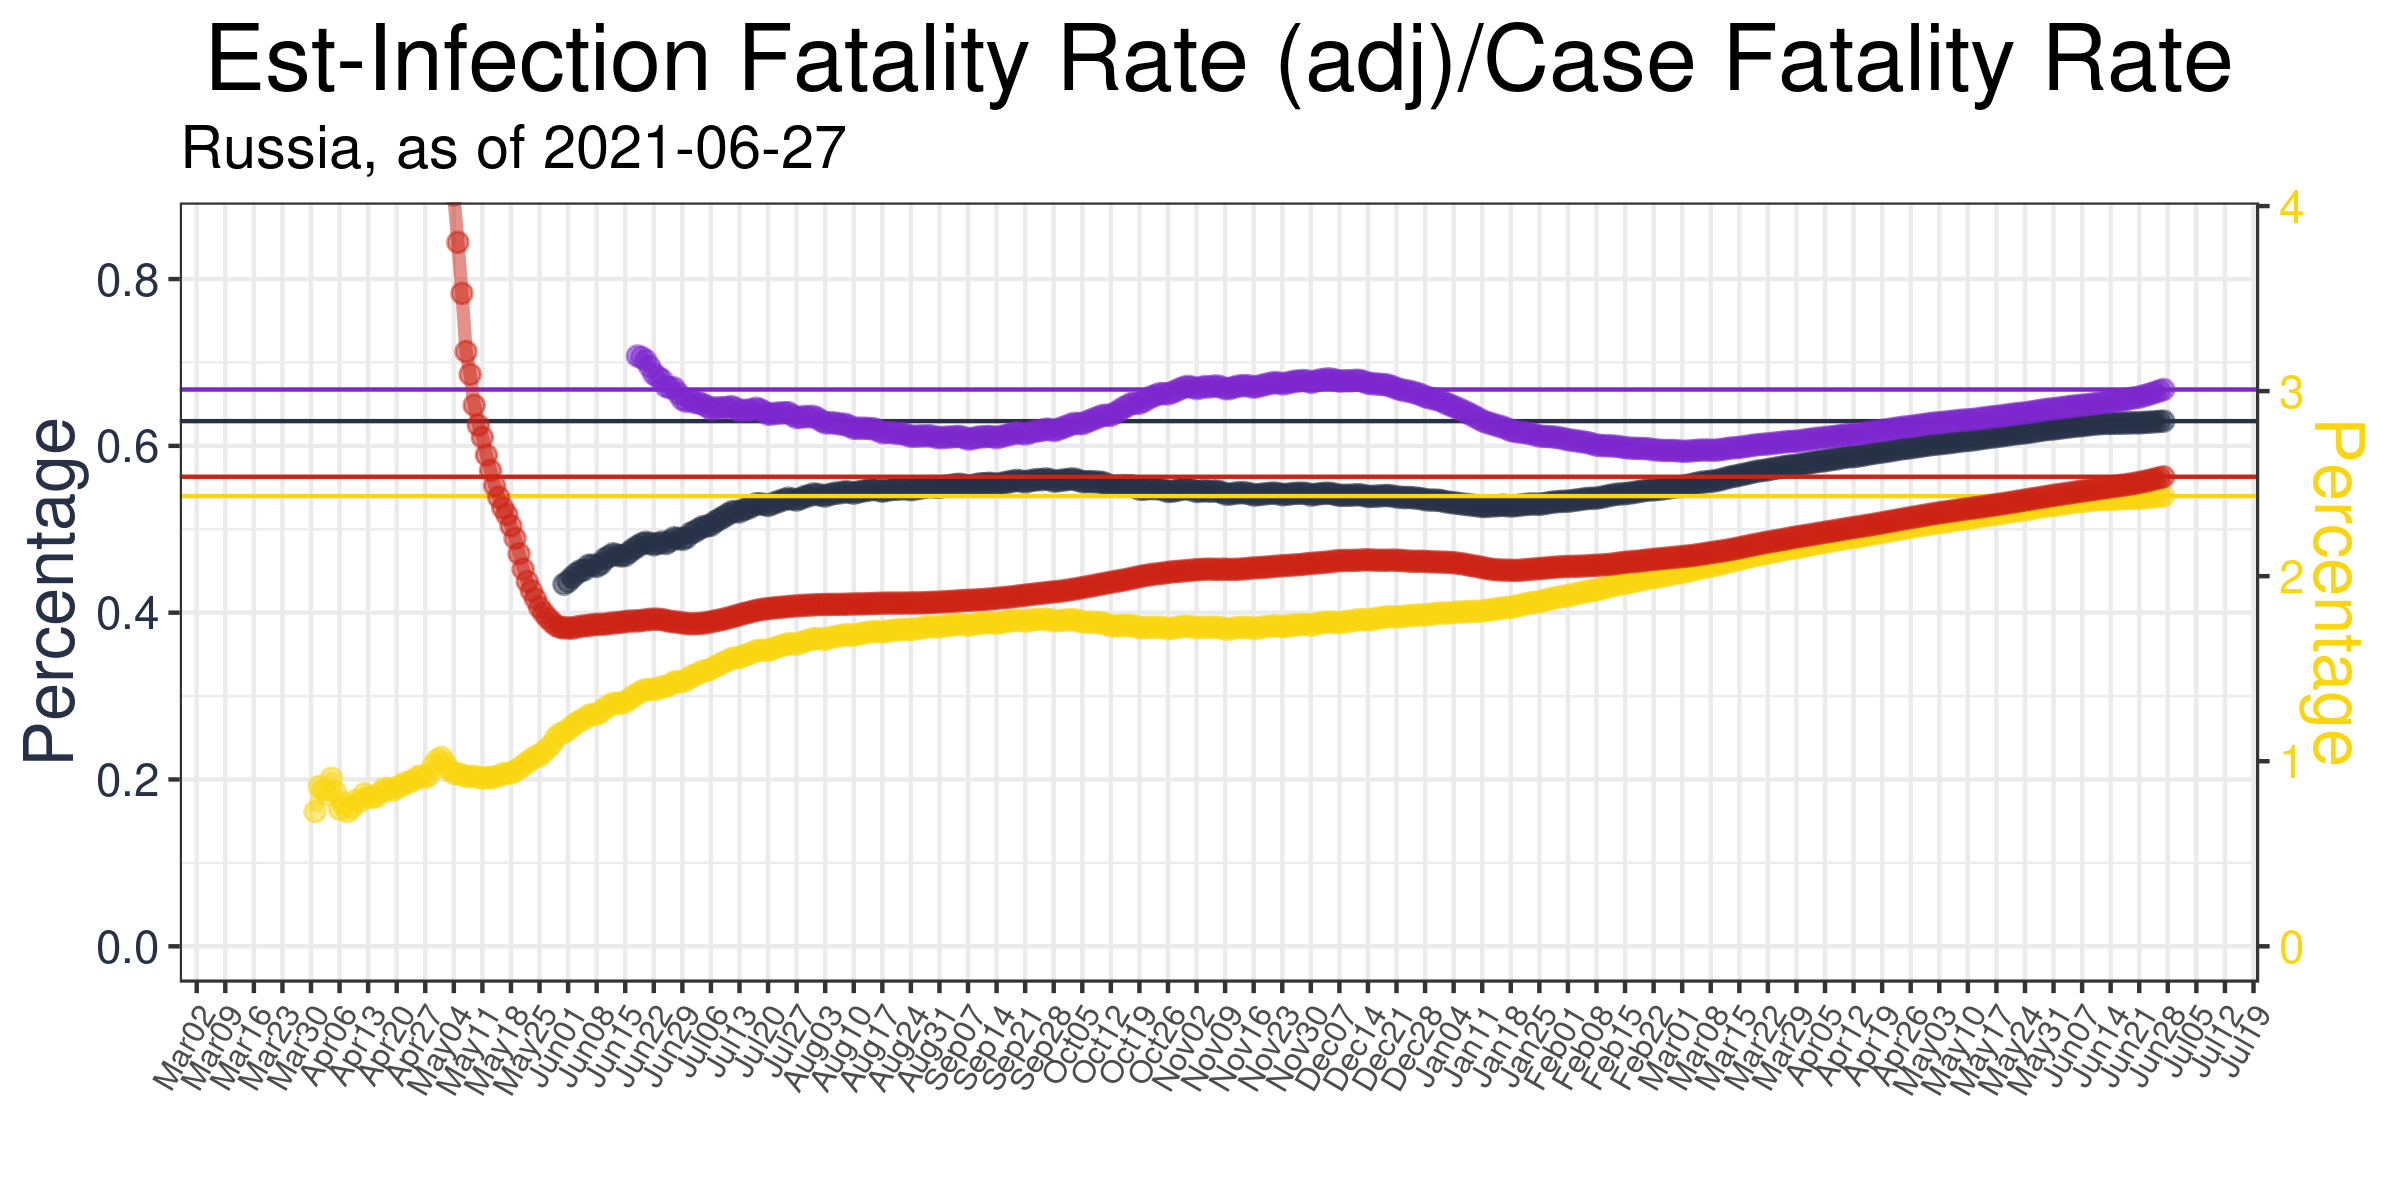 Est-Infection Fatality Rate (adj)/Case Fatality Rate
Russia, as of 2021-06-27
Percentage
0.8
0.6
0.4
0.2
0.0
4
3
2
1
0
Percentage
Mar02
Mar09
Mar16
Mar23
Mar30
Apr06
Apr13
Apr20
Apr27
May04
May11
May18
May25
Jun01
Jun08
Jun15
Jun22
Jun29
Jul06
Jul13
Jul20
Jul27
Aug03
Aug10
Aug17
Aug24
Aug31
Sep07
Sep14
Sep21
Sep28
Oct05
Oct12
Oct19
Oct26
Nov02
Nov09
Nov16
Nov23
Nov30
Dec07
Dec14
Dec21
Dec28
Jan04
Jan11
Jan18
Jan25
Feb01
Feb08
Feb15
Feb22
Mar01
Mar08
Mar15
Mar22
Mar29
Apr05
Apr12
Apr19
Apr26
May03
May10
May17
May24
May31
Jun07
Jun14
Jun21
Jun28
Jul05
Jul12
Jul19